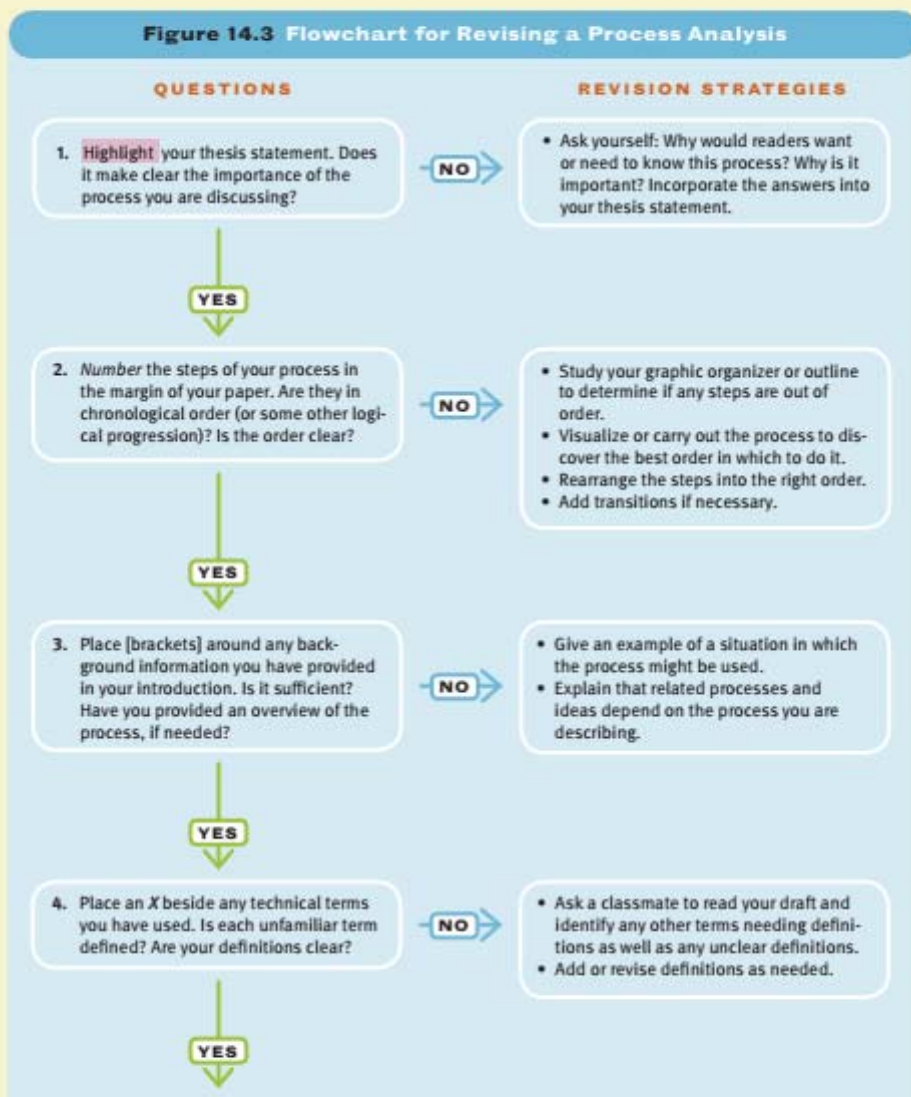 Figure 14.3 Flowchart for Revising a Process Analysis
QUESTIONS
REVISION STRATEGIES
1. Highlight your thesis statement. Does
it make clear the importance of the
process you are discussing?
NO
• Ask yourself: Why would readers want
or need to know this process? Why is it
important? Incorporate the answers into
your thesis statement.
YES
2. Number the steps of your process in
the margin of your paper. Are they in
chronological order (or some other logi-
cal progression)? Is the order clear?
NO
• Study your graphic organizer or outline
to determine if any steps are out of
order.
• Visualize or carry out the process to dis-
cover the best order in which to do it.
• Rearrange the steps into the right order.
• Add transitions if necessary.
YES
3. Place [brackets] around any back-
ground information you have provided
in your introduction. Is it sufficient?
Have you provided an overview of the
process, if needed?
NO
• Give an example of a situation in which
the process might be used.
• Explain that related processes and
ideas depend on the process you are
describing.
YES
4. Place an X beside any technical terms
you have used. Is each unfamiliar term
defined? Are your definitions clear?
NO
• Ask a classmate to read your draft and
identify any other terms needing defini-
tions as well as any unclear definitions.
• Add or revise definitions as needed.
YES